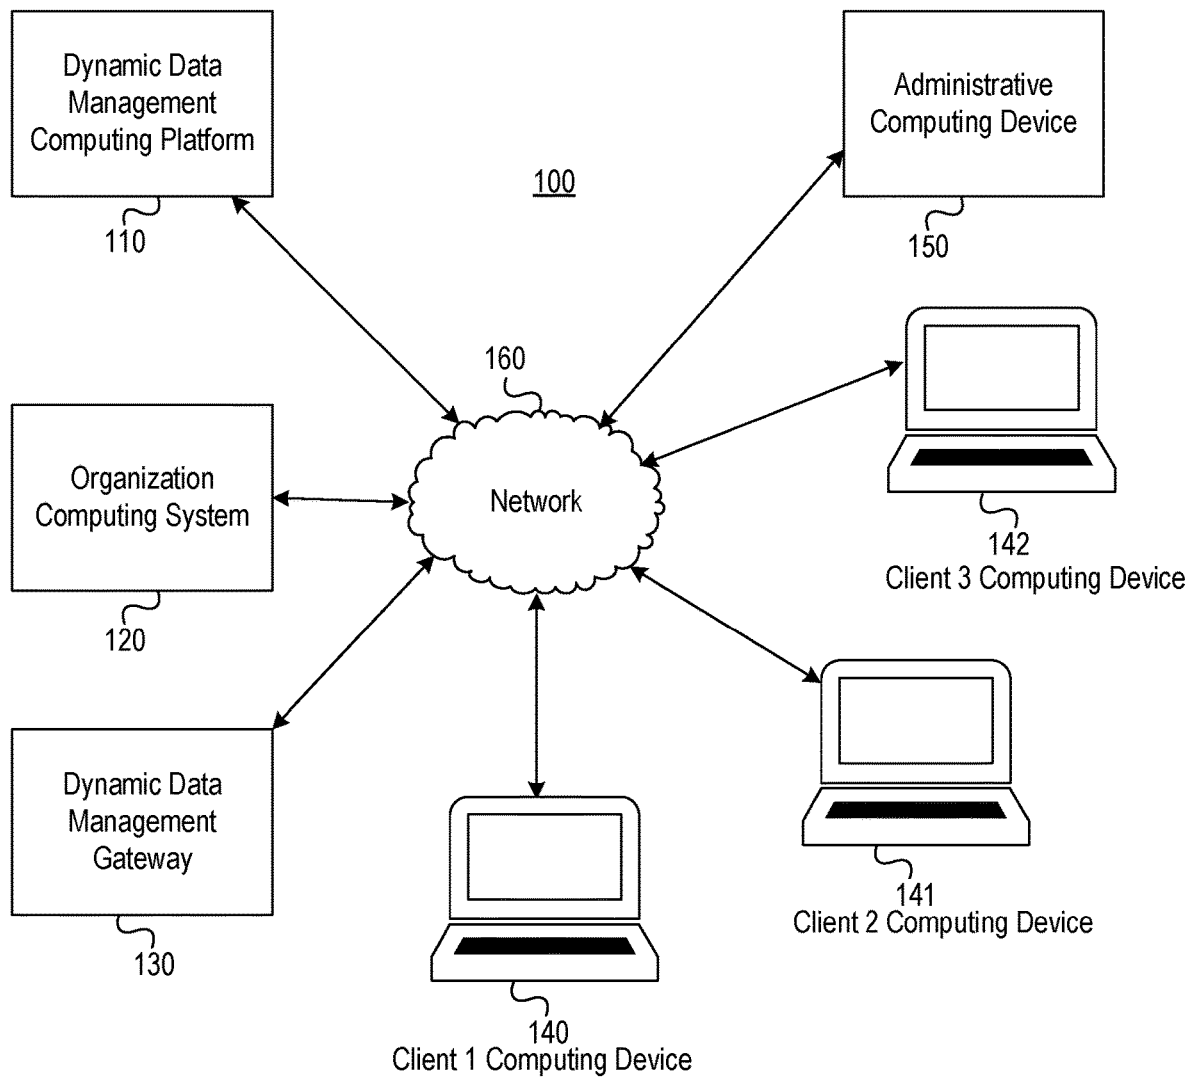 Dynamic Data
Management
Computing Platform
110
100
Administrative
Computing Device
150
160
Network
Organization
Computing System
120
142
Client 3 Computing Device
Dynamic Data
Management
Gateway
130
141
Client 2 Computing Device
140
Client 1 Computing Device